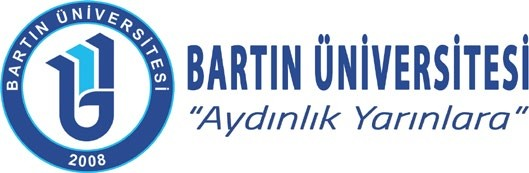 BARTIN ÜNİVERSİTESİ
2008
BARTIN ÜNİVERSİTESİ
"Aydınlık Yarınlara"